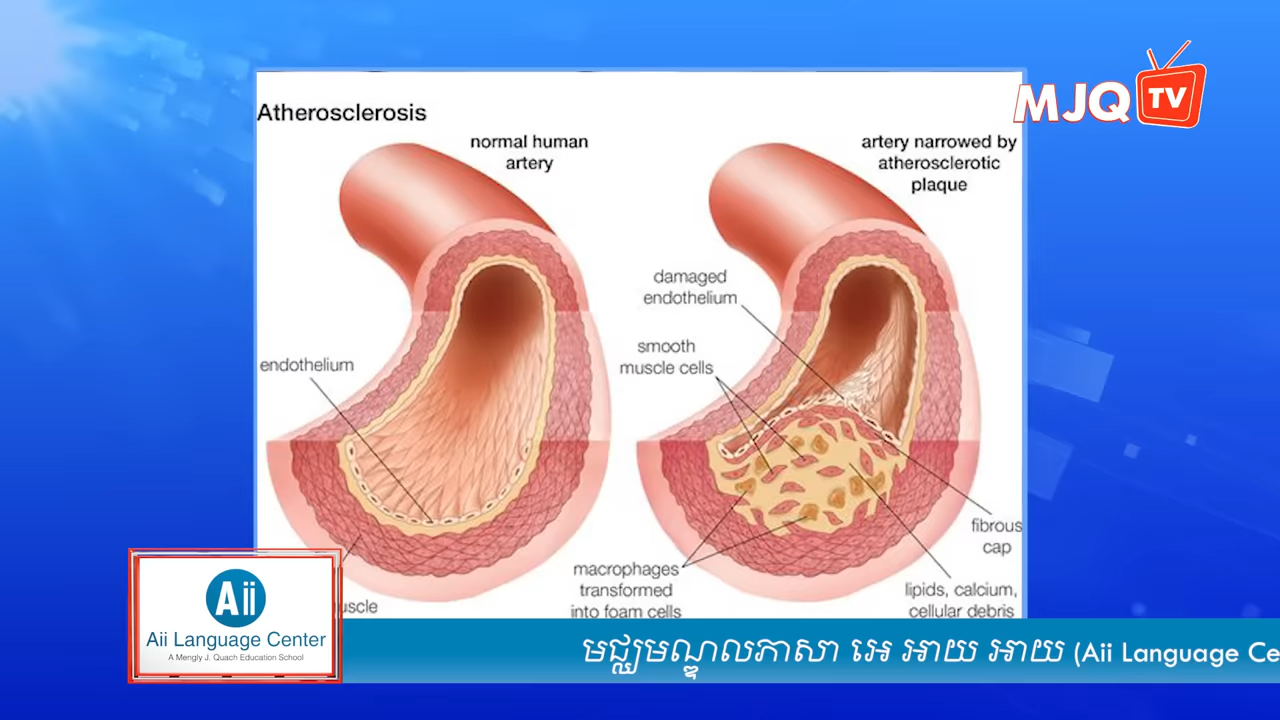 MJQ TV
Atherosclerosis
normal human
artery
artery narrowed by
atherosclerotic
plaque
damaged
endothelium
smooth
muscle cells
endothelium
fibrous
cap
macrophages
transformed
into foam cells
lipids, calcium,
cellular debris
Aii
Aii Language Center
A Mengly J. Quach Education School
មជ្ឈមណ្ឌលភាសា អេ អាយ អាយ (Aii Language Ce